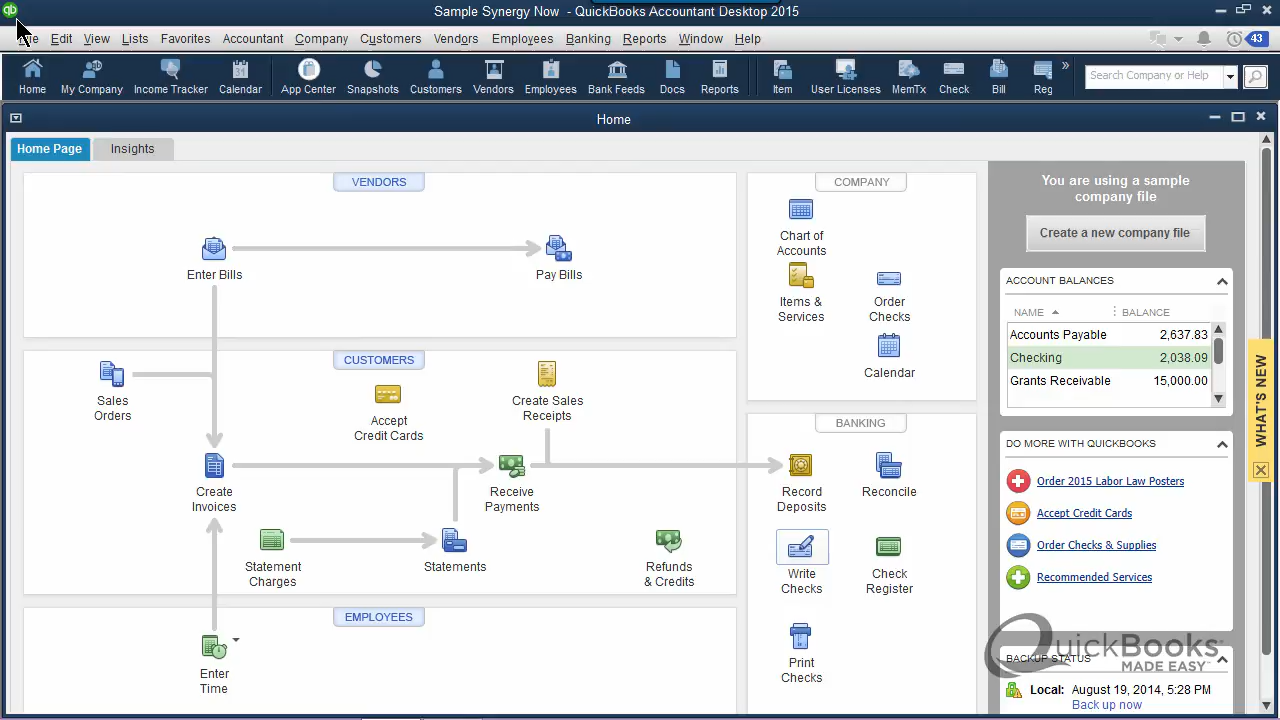 qb
Sample Synergy Now - QuickBooks Accountant Desktop 2015
Edit View Lists Favorites Accountant Company Customers Vendors Employees Banking Reports Window Help
43
Home My Company Income Tracker Calendar App Center Snapshots Customers Vendors Employees Bank Feeds Docs Reports Item User Licenses MemTx Check Bill Reg
Search Company or Help
Home
Home Page Insights
VENDORS
Enter Bills
Pay Bills
CUSTOMERS
Sales
Orders
Accept
Credit Cards
Create Sales
Receipts
Create
Invoices
Receive
Payments
Statement
Charges
Statements
Refunds
& Credits
EMPLOYEES
Enter
Time
COMPANY
Chart of
Accounts
Items &
Services
Order
Checks
Calendar
BANKING
Record
Deposits
Reconcile
Write
Checks
Check
Register
Print
Checks
You are using a sample
company file
Create a new company file
ACCOUNT BALANCES
NAME BALANCE
Accounts Payable 2,637.83
Checking 2,038.09
Grants Receivable 15,000.00
DO MORE WITH QUICKBOOKS
Order 2015 Labor Law Posters
Accept Credit Cards
Order Checks & Supplies
Recommended Services
QuickBooks
MADE EASY
BACKUP STATUS
Local: August 19, 2014, 5:28 PM
Back up now
WHAT'S NEW